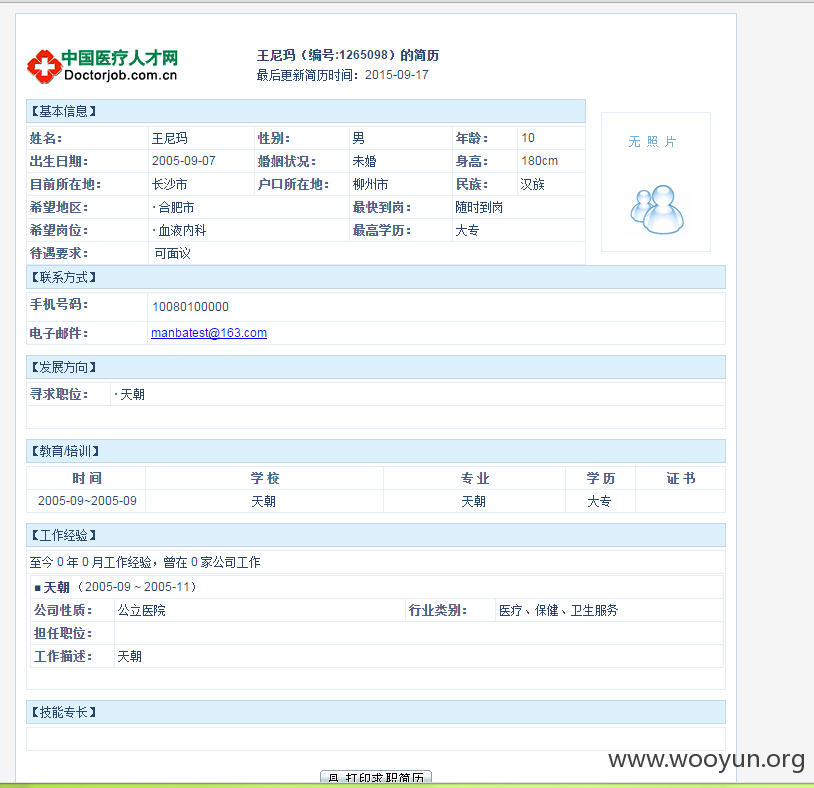 中国医疗人才网
Doctorjob.com.cn
王尼玛（编号:1265098）的简历
最后更新简历时间：2015-09-17
【基本信息】
姓名： 王尼玛 性别： 男 年龄： 10
出生日期： 2005-09-07 婚姻状况： 未婚 身高： 180cm
目前所在地： 长沙市 户口所在地： 柳州市 民族： 汉族
希望地区： ·合肥市 最快到岗： 随时到岗
希望岗位： ·血液内科 最高学历： 大专
待遇要求： 可面议
无 照 片
【联系方式】
手机号码： 10080100000
电子邮件： manbatest@163.com
【发展方向】
寻求职位： ·天朝
【教育/培训】
时 间 学 校 专 业 学 历 证 书
2005-09~2005-09 天朝 天朝 大专
【工作经验】
至今 0 年 0 月工作经验，曾在 0 家公司工作
■ 天朝 （2005-09 ~ 2005-11）
公司性质： 公立医院 行业类别： 医疗、保健、卫生服务
担任职位：
工作描述： 天朝
【技能专长】
打印求职简历
www.wooyun.org